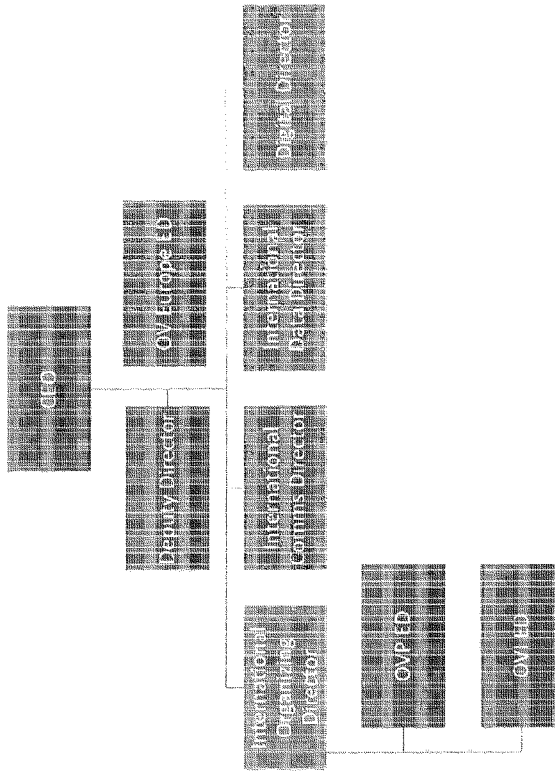 CEO
Deputy Director
OV Europe ED
International
Organizing
Director
International
Comms Director
International
Data Director
Digital Director
OVP ED
OVI ED